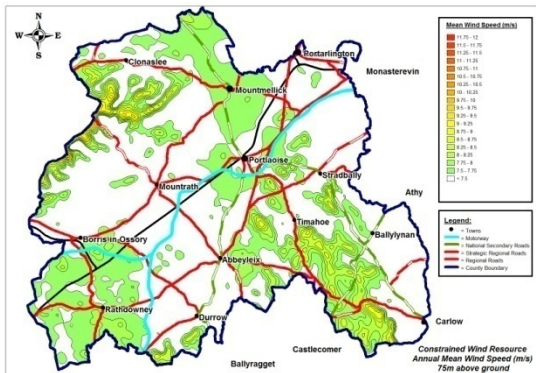 N
W E
S
Clonaslee
Portarlington
Monasterevin
Mountmellick
Portlaoise
Stradbally
Mountrath
Athy
Timahoe
Ballylynan
Borris-in-Ossory
Abbeyleix
Rathdowney
Durrow
Carlow
Castlecomer
Ballyragget
Mean Wind Speed (m/s)
11.75 - 12
11.5 - 11.75
11.25 - 11.5
11 - 11.25
10.75 - 11
10.5 - 10.75
10.25 - 10.5
10 - 10.25
9.75 - 10
9.5 - 9.75
9.25 - 9.5
9 - 9.25
8.75 - 9
8.5 - 8.75
8.25 - 8.5
8 - 8.25
7.75 - 8
7.5 - 7.75
< 7.5
Legend:
= Towns
= Motorway
= National Secondary Roads
= Strategic Regional Roads
= Regional Roads
= County Boundary
Constrained Wind Resource
Annual Mean Wind Speed (m/s)
75m above ground